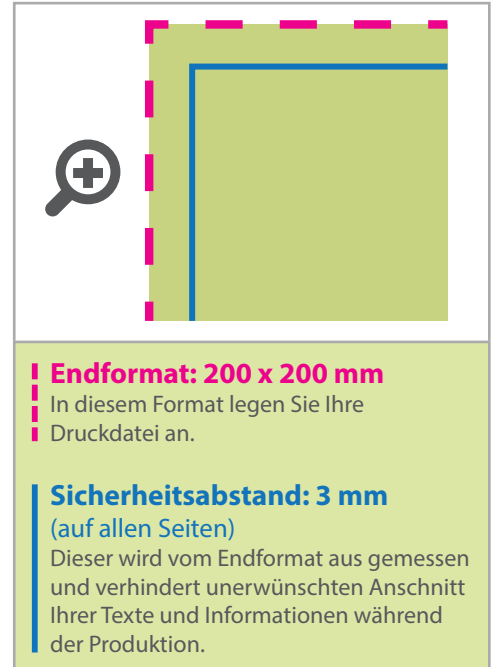 Endformat: 200 x 200 mm
In diesem Format legen Sie Ihre
Druckdatei an.
Sicherheitsabstand: 3 mm
(auf allen Seiten)
Dieser wird vom Endformat aus gemessen
und verhindert unerwünschten Anschnitt
Ihrer Texte und Informationen während
der Produktion.